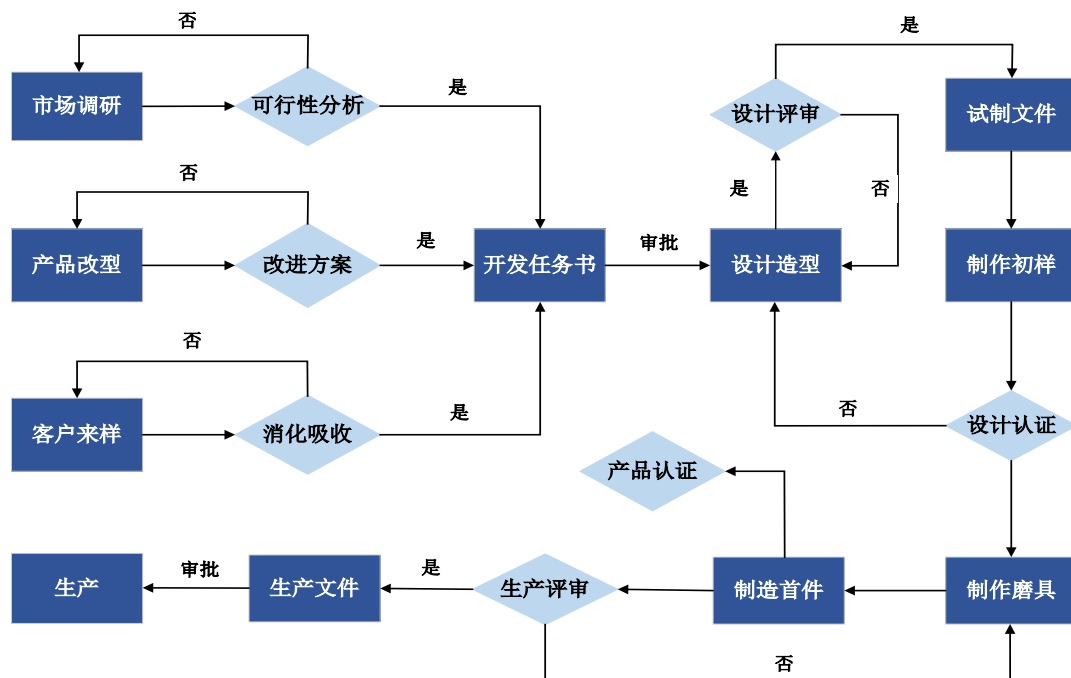 否
市场调研
可行性分析
是
否
产品改型
改进方案
是
否
客户来样
消化吸收
是
开发任务书
审批
设计造型
是
设计评审
否
是
试制文件
制作初样
设计认证
否
制作磨具
制造首件
产品认证
生产评审
否
是
生产文件
审批
生产